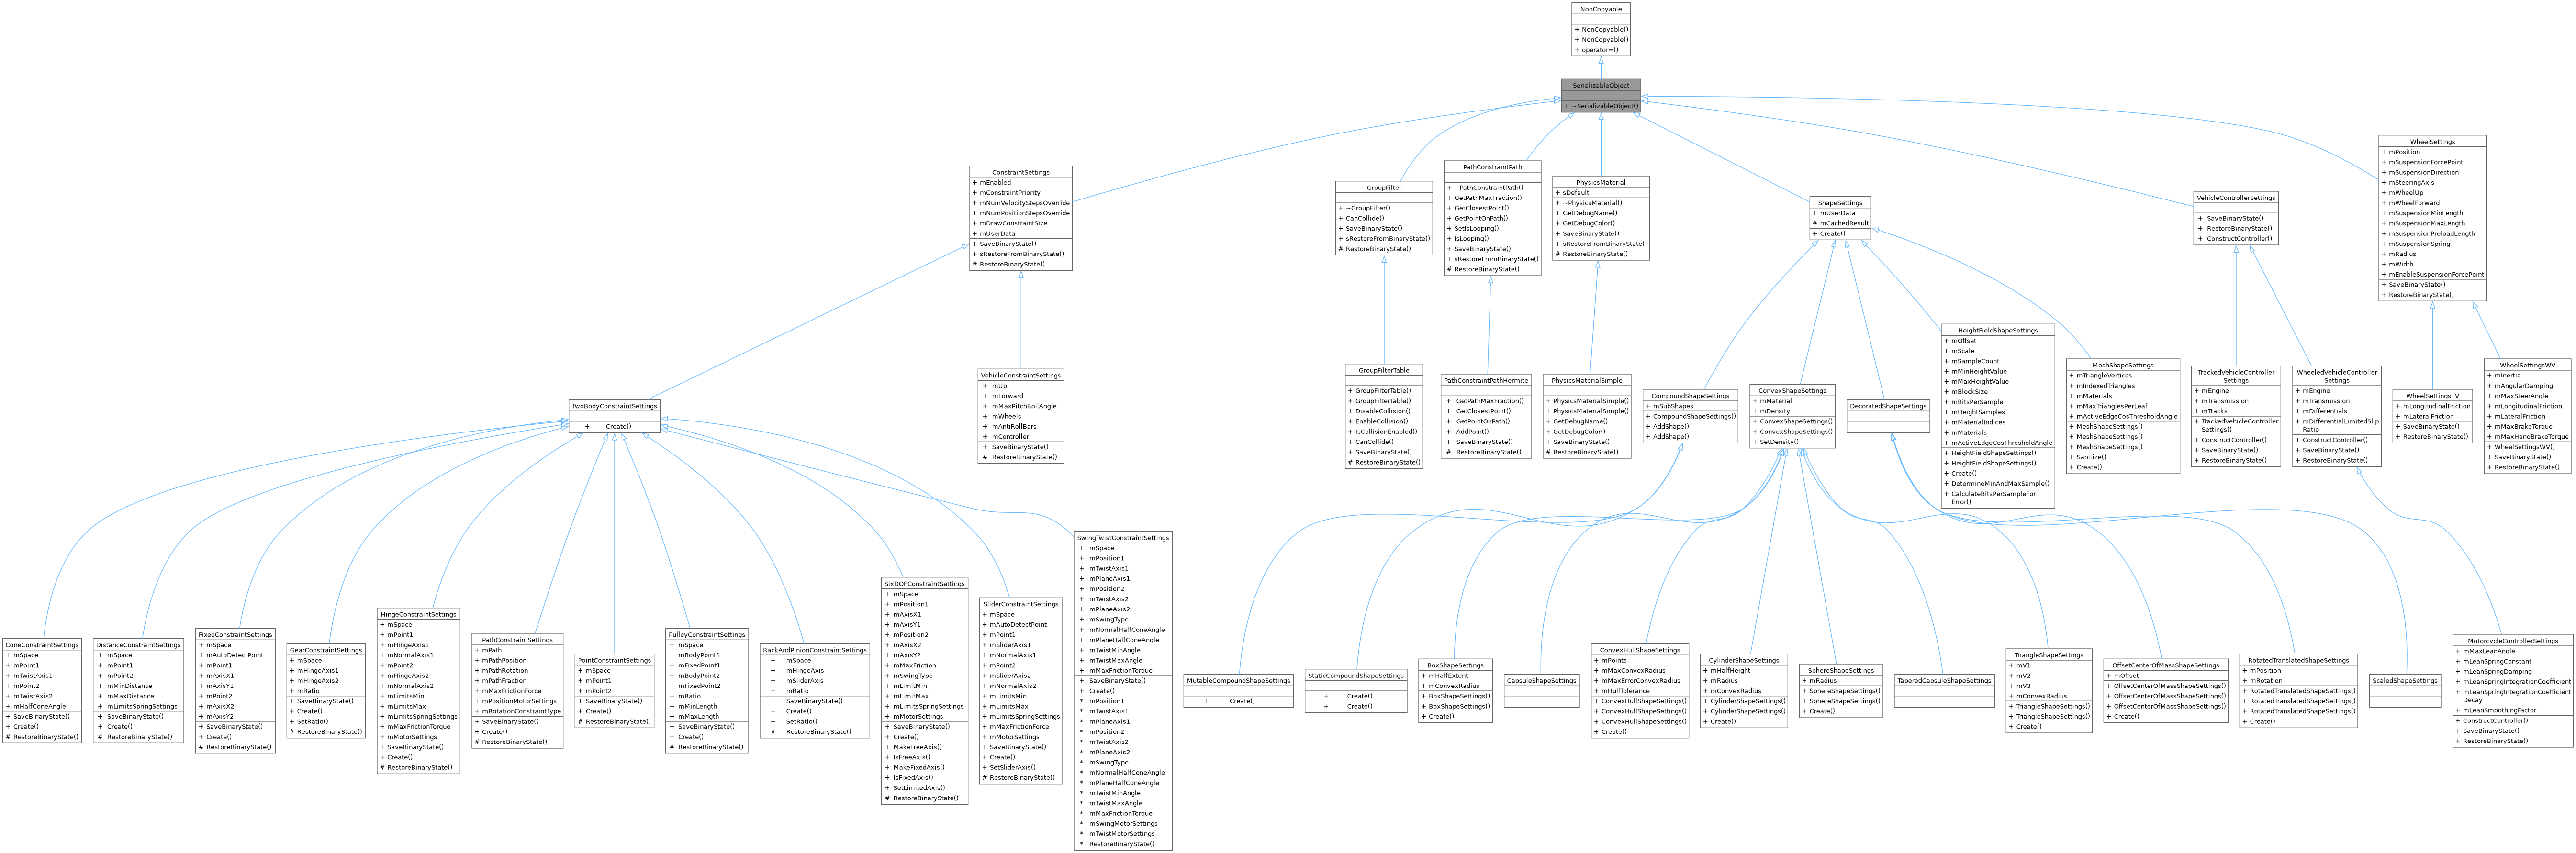 NonCopyable
+ NonCopyable()
+ NonCopyable()
+ operator=()
SerializableObject
+ ~SerializableObject()
ConstraintSettings
+ mEnabled
+ mConstraintPriority
+ mNumVelocityStepsOverride
+ mNumPositionStepsOverride
+ mDrawConstraintSize
+ mUserData
+ SaveBinaryState()
+ sRestoreFromBinaryState()
# RestoreBinaryState()
GroupFilter
+ ~GroupFilter()
+ CanCollide()
+ SaveBinaryState()
+ sRestoreFromBinaryState()
# RestoreBinaryState()
PathConstraintPath
+ ~PathConstraintPath()
+ GetPathMaxFraction()
+ GetClosestPoint()
+ GetPointOnPath()
+ SetIsLooping()
+ IsLooping()
+ SaveBinaryState()
+ sRestoreFromBinaryState()
# RestoreBinaryState()
PhysicsMaterial
+ sDefault
+ ~PhysicsMaterial()
+ GetDebugName()
+ GetDebugColor()
+ SaveBinaryState()
+ sRestoreFromBinaryState()
# RestoreBinaryState()
ShapeSettings
+ mUserData
# mCachedResult
+ Create()
VehicleControllerSettings
+ SaveBinaryState()
+ RestoreBinaryState()
+ ConstructController()
WheelSettings
+ mPosition
+ mSuspensionForcePoint
+ mSuspensionDirection
+ mSteeringAxis
+ mWheelUp
+ mWheelForward
+ mSuspensionMinLength
+ mSuspensionMaxLength
+ mSuspensionPreloadLength
+ mSuspensionSpring
+ mRadius
+ mWidth
+ mEnableSuspensionForcePoint
+ SaveBinaryState()
+ RestoreBinaryState()
TwoBodyConstraintSettings
+ Create()
VehicleConstraintSettings
+ mUp
+ mForward
+ mMaxPitchRollAngle
+ mWheels
+ mAntiRollBars
+ mController
+ SaveBinaryState()
# RestoreBinaryState()
GroupFilterTable
+ GroupFilterTable()
+ GroupFilterTable()
+ DisableCollision()
+ EnableCollision()
+ IsCollisionEnabled()
+ CanCollide()
+ SaveBinaryState()
# RestoreBinaryState()
PathConstraintPathHermite
+ GetPathMaxFraction()
+ GetClosestPoint()
+ GetPointOnPath()
+ AddPoint()
+ SaveBinaryState()
# RestoreBinaryState()
PhysicsMaterialSimple
+ PhysicsMaterialSimple()
+ PhysicsMaterialSimple()
+ GetDebugName()
+ GetDebugColor()
+ SaveBinaryState()
# RestoreBinaryState()
CompoundShapeSettings
+ mSubShapes
+ CompoundShapeSettings()
+ AddShape()
+ AddShape()
ConvexShapeSettings
+ mMaterial
+ mDensity
+ ConvexShapeSettings()
+ ConvexShapeSettings()
+ SetDensity()
DecoratedShapeSettings
HeightFieldShapeSettings
+ mOffset
+ mScale
+ mSampleCount
+ mMinHeightValue
+ mMaxHeightValue
+ mBlockSize
+ mBitsPerSample
+ mHeightSamples
+ mMaterialIndices
+ mMaterials
+ mActiveEdgeCosThresholdAngle
+ HeightFieldShapeSettings()
+ HeightFieldShapeSettings()
+ Create()
+ DetermineMinAndMaxSample()
+ CalculateBitsPerSampleFor
Error()
MeshShapeSettings
+ mTriangleVertices
+ mIndexedTriangles
+ mMaterials
+ mMaxTrianglesPerLeaf
+ mActiveEdgeCosThresholdAngle
+ MeshShapeSettings()
+ MeshShapeSettings()
+ MeshShapeSettings()
+ Sanitize()
+ Create()
TrackedVehicleController
Settings
+ mEngine
+ mTransmission
+ mTracks
+ TrackedVehicleController
Settings()
+ ConstructController()
+ SaveBinaryState()
+ RestoreBinaryState()
WheeledVehicleController
Settings
+ mEngine
+ mTransmission
+ mDifferentials
+ mDifferentialLimitedSlip
Ratio
+ ConstructController()
+ SaveBinaryState()
+ RestoreBinaryState()
WheelSettingsTV
+ mLongitudinalFriction
+ mLateralFriction
+ SaveBinaryState()
+ RestoreBinaryState()
WheelSettingsWV
+ mInertia
+ mAngularDamping
+ mMaxSteerAngle
+ mLongitudinalFriction
+ mLateralFriction
+ mMaxBrakeTorque
+ mMaxHandBrakeTorque
+ WheelSettingsWV()
+ SaveBinaryState()
+ RestoreBinaryState()
ConeConstraintSettings
+ mSpace
+ mPoint1
+ mTwistAxis1
+ mPoint2
+ mTwistAxis2
+ mHalfConeAngle
+ SaveBinaryState()
+ Create()
# RestoreBinaryState()
DistanceConstraintSettings
+ mSpace
+ mPoint1
+ mPoint2
+ mMinDistance
+ mMaxDistance
+ mLimitsSpringSettings
+ SaveBinaryState()
+ Create()
# RestoreBinaryState()
FixedConstraintSettings
+ mSpace
+ mAutoDetectPoint
+ mPoint1
+ mAxisX1
+ mAxisY1
+ mPoint2
+ mAxisX2
+ mAxisY2
+ SaveBinaryState()
+ Create()
# RestoreBinaryState()
GearConstraintSettings
+ mSpace
+ mHingeAxis1
+ mHingeAxis2
+ mRatio
+ SaveBinaryState()
+ Create()
+ SetRatio()
# RestoreBinaryState()
HingeConstraintSettings
+ mSpace
+ mPoint1
+ mHingeAxis1
+ mNormalAxis1
+ mPoint2
+ mHingeAxis2
+ mNormalAxis2
+ mLimitsMin
+ mLimitsMax
+ mLimitsSpringSettings
+ mMaxFrictionTorque
+ mMotorSettings
+ SaveBinaryState()
+ Create()
# RestoreBinaryState()
PathConstraintSettings
+ mPath
+ mPathPosition
+ mPathRotation
+ mPathFraction
+ mMaxFrictionForce
+ mPositionMotorSettings
+ mRotationConstraintType
+ SaveBinaryState()
+ Create()
# RestoreBinaryState()
PointConstraintSettings
+ mSpace
+ mPoint1
+ mPoint2
+ SaveBinaryState()
+ Create()
# RestoreBinaryState()
PulleyConstraintSettings
+ mSpace
+ mBodyPoint1
+ mFixedPoint1
+ mBodyPoint2
+ mFixedPoint2
+ mRatio
+ mMinLength
+ mMaxLength
+ SaveBinaryState()
+ Create()
# RestoreBinaryState()
RackAndPinionConstraintSettings
+ mSpace
+ mHingeAxis
+ mSliderAxis
+ mRatio
+ SaveBinaryState()
+ Create()
+ SetRatio()
# RestoreBinaryState()
SixDOFConstraintSettings
+ mSpace
+ mPosition1
+ mAxisX1
+ mAxisY1
+ mPosition2
+ mAxisX2
+ mAxisY2
+ mMaxFriction
+ mSwingType
+ mLimitMin
+ mLimitMax
+ mLimitsSpringSettings
+ mMotorSettings
+ SaveBinaryState()
+ Create()
+ MakeFreeAxis()
+ IsFreeAxis()
+ MakeFixedAxis()
+ IsFixedAxis()
+ SetLimitedAxis()
# RestoreBinaryState()
SliderConstraintSettings
+ mSpace
+ mAutoDetectPoint
+ mPoint1
+ mSliderAxis1
+ mNormalAxis1
+ mPoint2
+ mSliderAxis2
+ mNormalAxis2
+ mLimitsMin
+ mLimitsMax
+ mLimitsSpringSettings
+ mMaxFrictionForce
+ mMotorSettings
+ SaveBinaryState()
+ Create()
+ SetSliderAxis()
# RestoreBinaryState()
SwingTwistConstraintSettings
+ mSpace
+ mPosition1
+ mTwistAxis1
+ mPlaneAxis1
+ mPosition2
+ mTwistAxis2
+ mPlaneAxis2
+ mSwingType
+ mNormalHalfConeAngle
+ mPlaneHalfConeAngle
+ mTwistMinAngle
+ mTwistMaxAngle
+ mMaxFrictionTorque
+ SaveBinaryState()
+ Create()
* mPosition1
* mTwistAxis1
* mPlaneAxis1
* mPosition2
* mTwistAxis2
* mPlaneAxis2
* mSwingType
* mNormalHalfConeAngle
* mPlaneHalfConeAngle
* mTwistMinAngle
* mTwistMaxAngle
* mMaxFrictionTorque
* mSwingMotorSettings
* mTwistMotorSettings
* RestoreBinaryState()
MutableCompoundShapeSettings
+ Create()
StaticCompoundShapeSettings
+ Create()
+ Create()
BoxShapeSettings
+ mHalfExtent
+ mConvexRadius
+ BoxShapeSettings()
+ BoxShapeSettings()
+ Create()
CapsuleShapeSettings
ConvexHullShapeSettings
+ mPoints
+ mMaxConvexRadius
+ mMaxErrorConvexRadius
+ mHullTolerance
+ ConvexHullShapeSettings()
+ ConvexHullShapeSettings()
+ ConvexHullShapeSettings()
+ Create()
CylinderShapeSettings
+ mHalfHeight
+ mRadius
+ mConvexRadius
+ CylinderShapeSettings()
+ CylinderShapeSettings()
+ Create()
SphereShapeSettings
+ mRadius
+ SphereShapeSettings()
+ SphereShapeSettings()
+ Create()
TaperedCapsuleShapeSettings
TriangleShapeSettings
+ mV1
+ mV2
+ mV3
+ mConvexRadius
+ TriangleShapeSettings()
+ TriangleShapeSettings()
+ Create()
OffsetCenterOfMassShapeSettings
+ mOffset
+ OffsetCenterOfMassShapeSettings()
+ OffsetCenterOfMassShapeSettings()
+ OffsetCenterOfMassShapeSettings()
+ Create()
RotatedTranslatedShapeSettings
+ mPosition
+ mRotation
+ RotatedTranslatedShapeSettings()
+ RotatedTranslatedShapeSettings()
+ RotatedTranslatedShapeSettings()
+ Create()
ScaledShapeSettings
MotorcycleControllerSettings
+ mMaxLeanAngle
+ mLeanSpringConstant
+ mLeanSpringDamping
+ mLeanSpringIntegrationCoefficient
+ mLeanSpringIntegrationCoefficient
Decay
+ mLeanSmoothingFactor
+ ConstructController()
+ SaveBinaryState()
+ RestoreBinaryState()